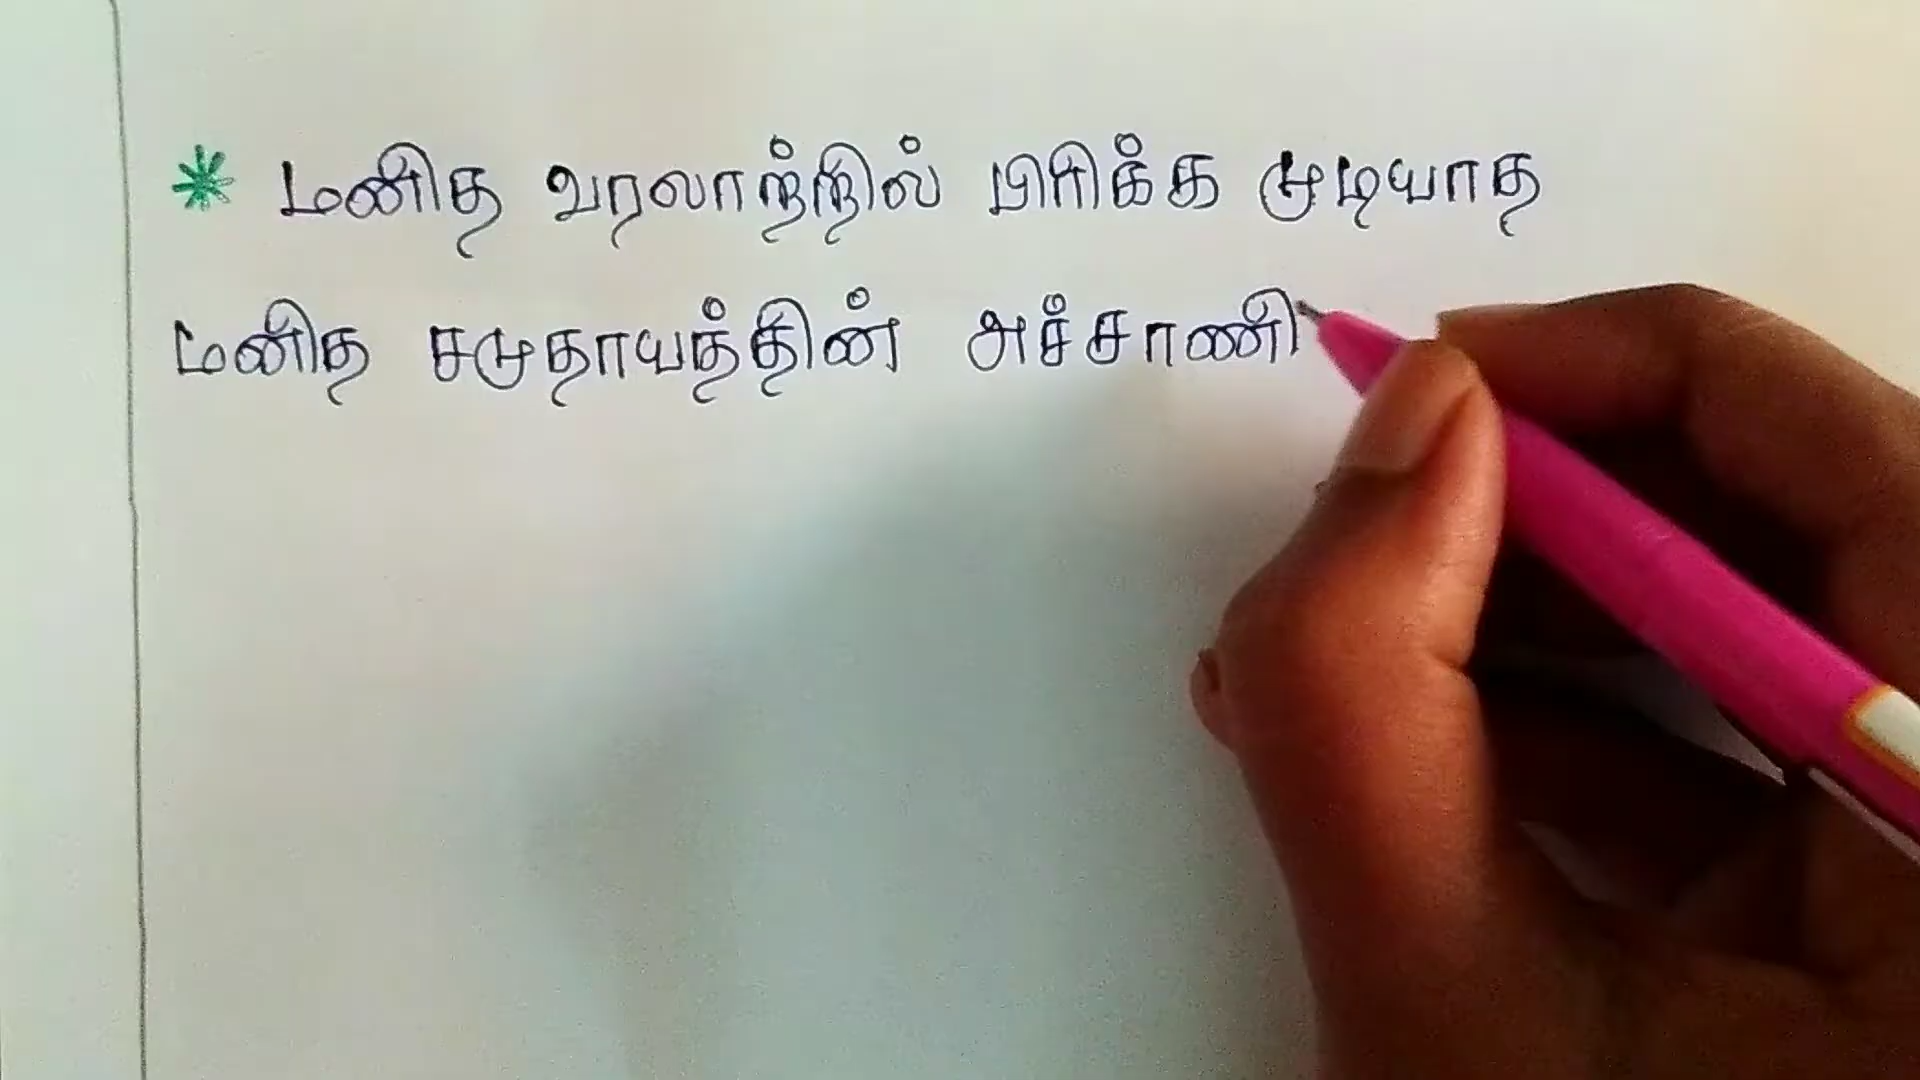 * மனித வரலாற்றில் பிரிக்க முடியாத
மனித சமுதாயத்தின் அச்சாணி